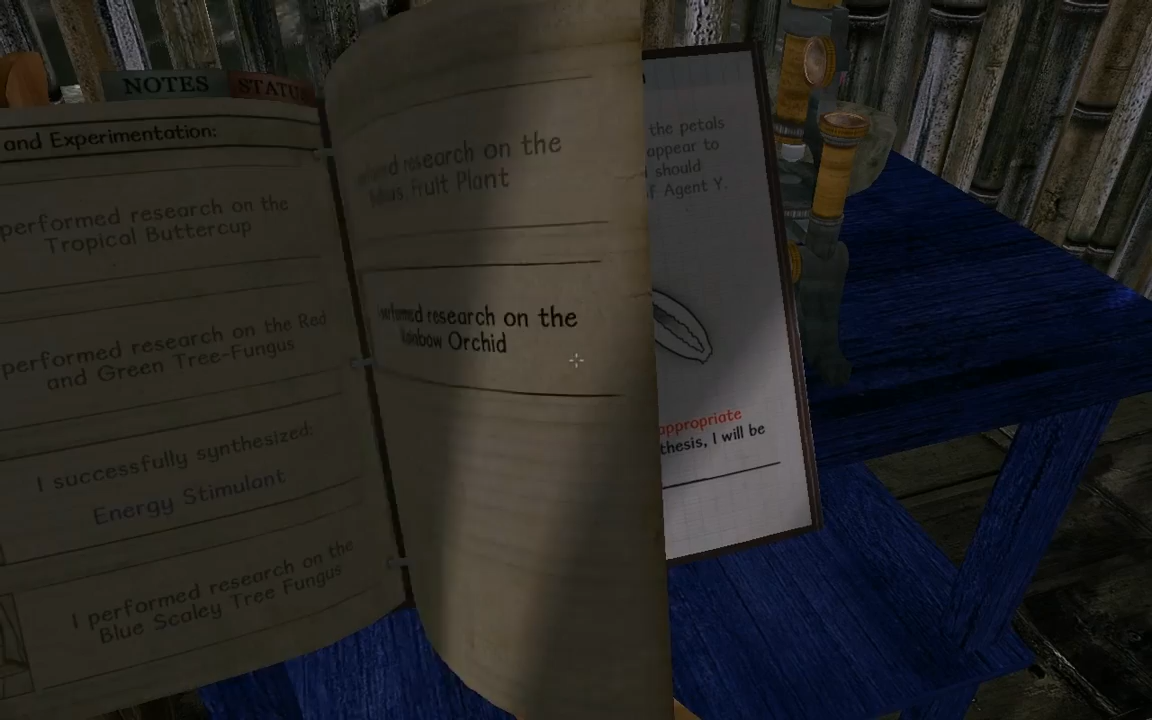 NOTES
STATUS
and Experimentation:
performed research on the
Tropical Buttercup
performed research on the Red
and Green Tree-Fungus
I successfully synthesized:
Energy Stimulant
I performed research on the
Blue Scaley Tree Fungus
research on the
Fruit Plant
research on the
Orchid
the petals
appear to
I should
of Agent Y.
appropriate
thesis, I will be